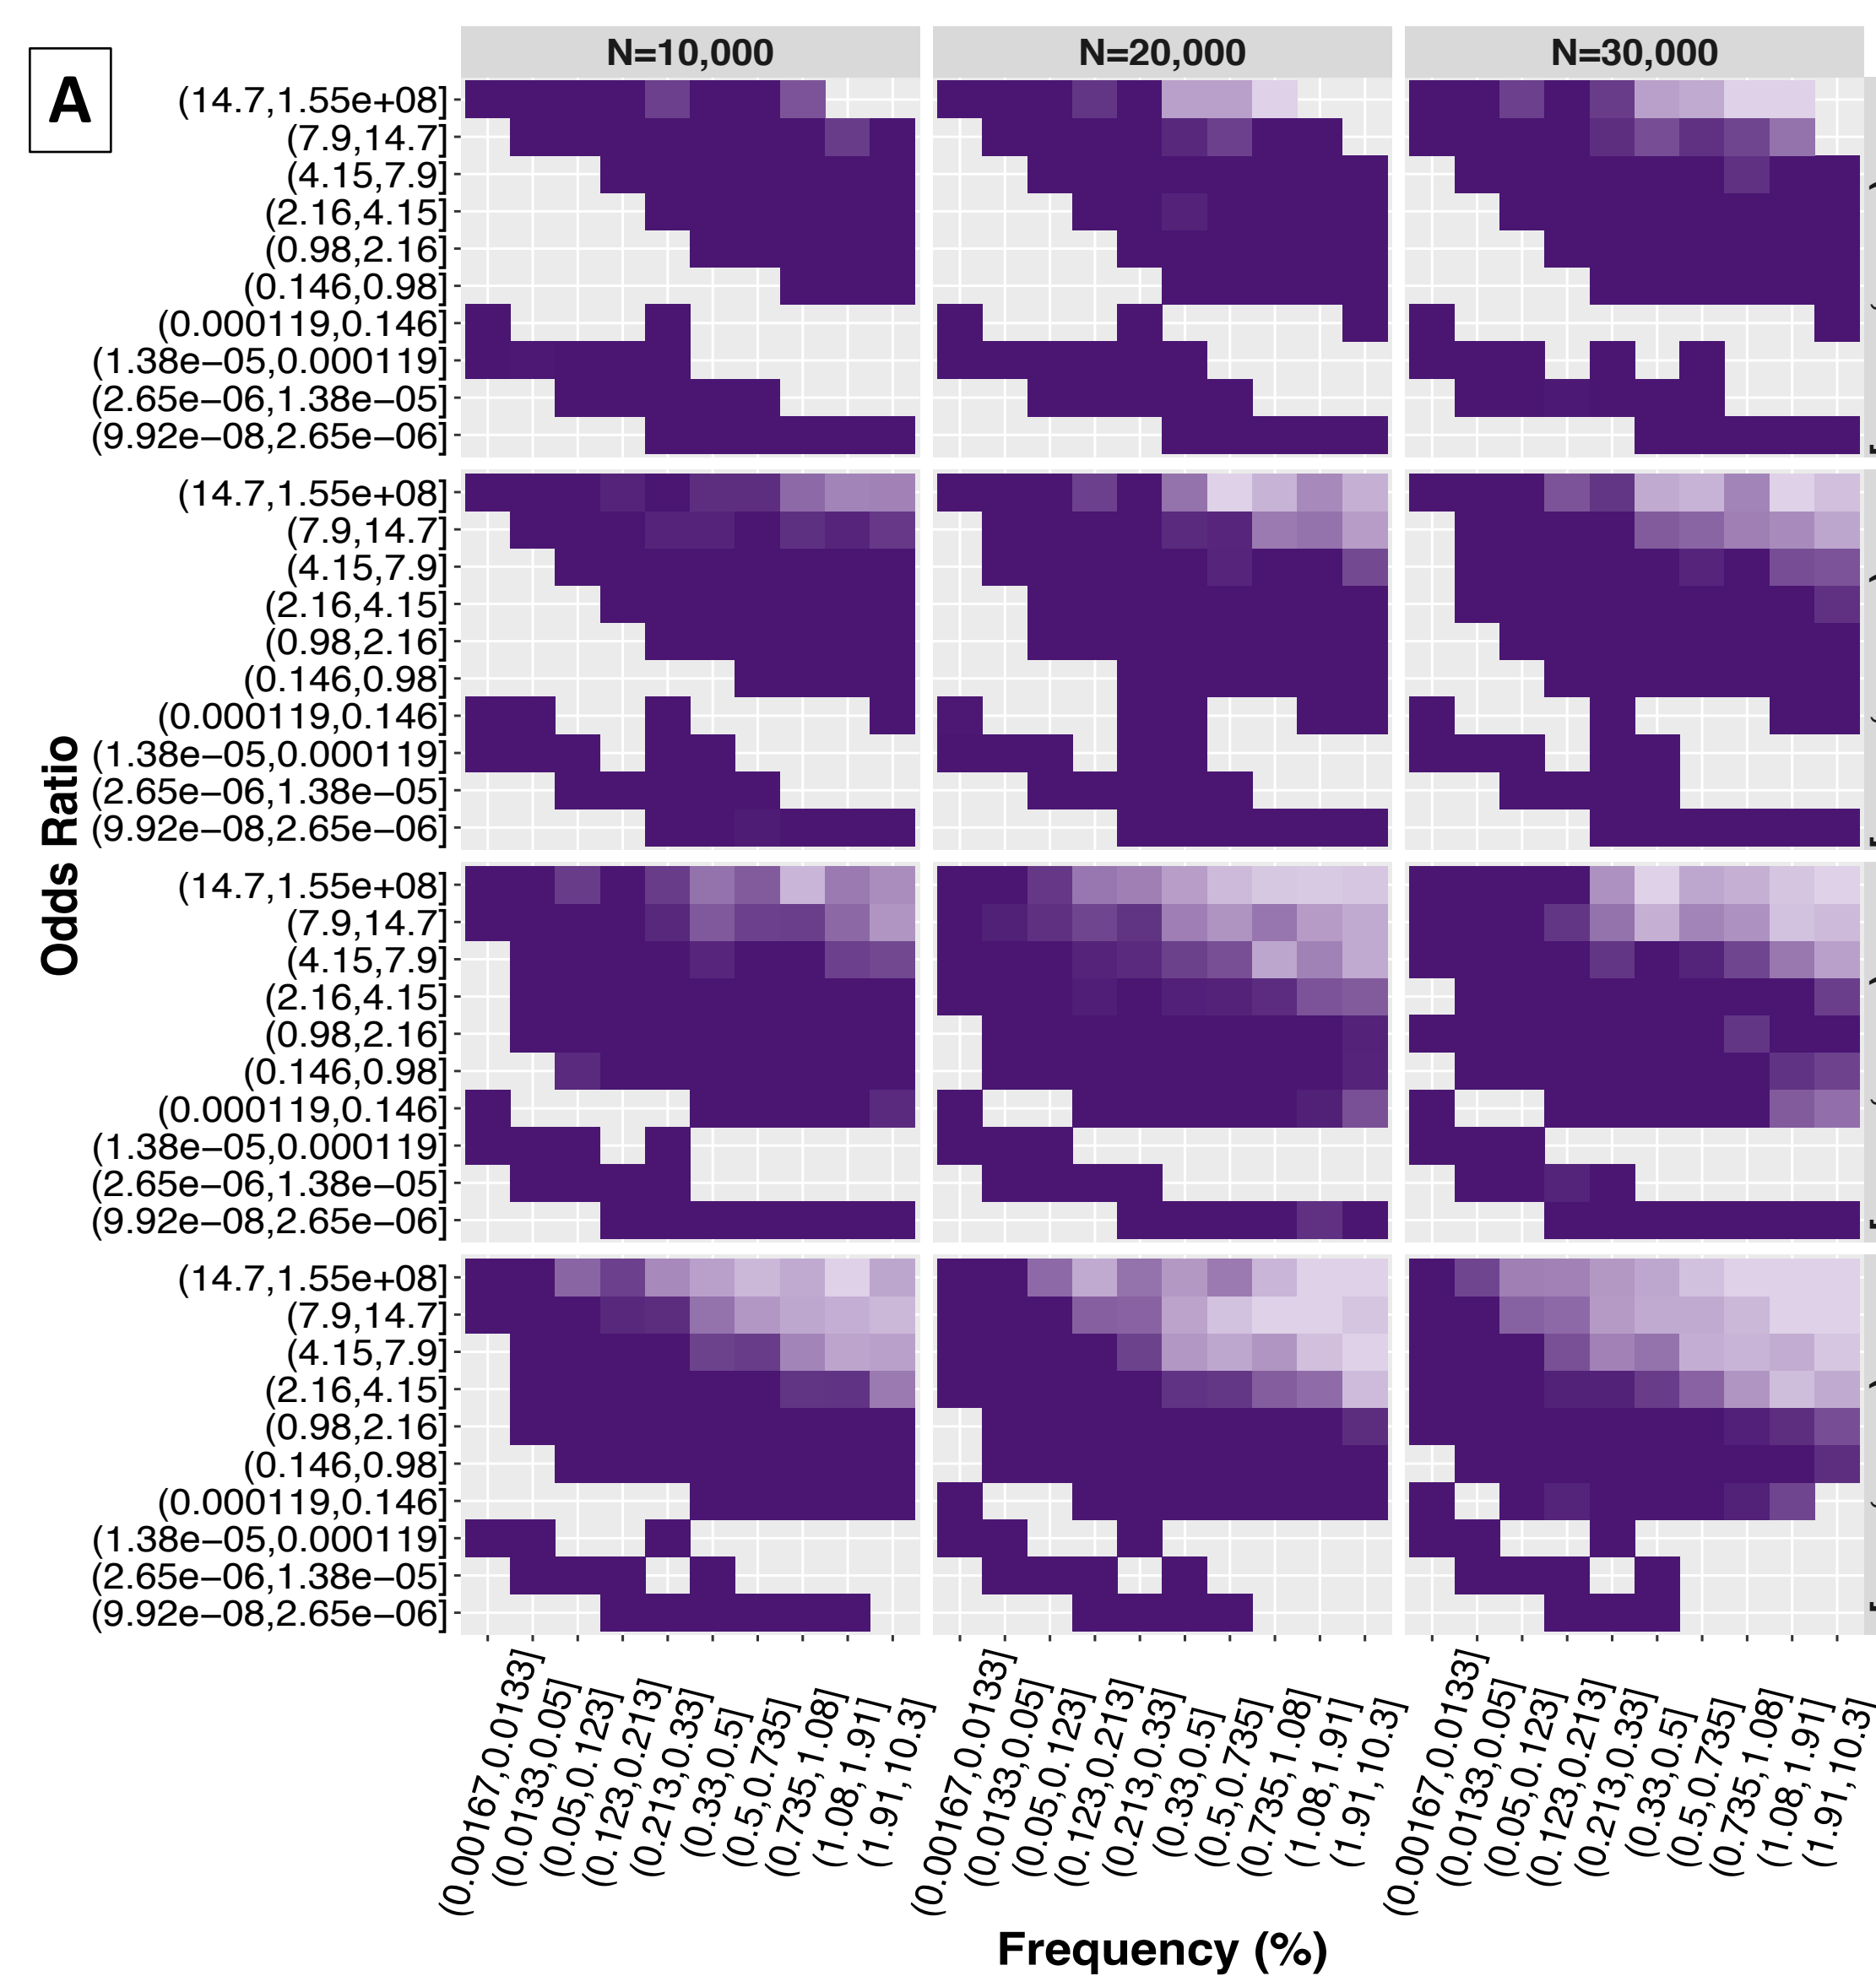 A
N=10,000
N=20,000
N=30,000
(14.7,1.55e+08]
(7.9,14.7]
(4.15,7.9]
(2.16,4.15]
(0.98,2.16]
(0.146,0.98]
(0.000119,0.146]
(1.38e−05,0.000119]
(2.65e−06,1.38e−05]
(9.92e−08,2.65e−06]
(14.7,1.55e+08]
(7.9,14.7]
(4.15,7.9]
(2.16,4.15]
(0.98,2.16]
(0.146,0.98]
(0.000119,0.146]
(1.38e−05,0.000119]
(2.65e−06,1.38e−05]
(9.92e−08,2.65e−06]
(14.7,1.55e+08]
(7.9,14.7]
(4.15,7.9]
(2.16,4.15]
(0.98,2.16]
(0.146,0.98]
(0.000119,0.146]
(1.38e−05,0.000119]
(2.65e−06,1.38e−05]
(9.92e−08,2.65e−06]
(14.7,1.55e+08]
(7.9,14.7]
(4.15,7.9]
(2.16,4.15]
(0.98,2.16]
(0.146,0.98]
(0.000119,0.146]
(1.38e−05,0.000119]
(2.65e−06,1.38e−05]
(9.92e−08,2.65e−06]
Odds Ratio
(0.00167,0.0133]
(0.0133,0.05]
(0.05,0.123]
(0.123,0.213]
(0.213,0.33]
(0.33,0.5]
(0.5,0.735]
(0.735,1.08]
(1.08,1.91]
(1.91,10.3]
(0.00167,0.0133]
(0.0133,0.05]
(0.05,0.123]
(0.123,0.213]
(0.213,0.33]
(0.33,0.5]
(0.5,0.735]
(0.735,1.08]
(1.08,1.91]
(1.91,10.3]
(0.00167,0.0133]
(0.0133,0.05]
(0.05,0.123]
(0.123,0.213]
(0.213,0.33]
(0.33,0.5]
(0.5,0.735]
(0.735,1.08]
(1.08,1.91]
(1.91,10.3]
Frequency (%)